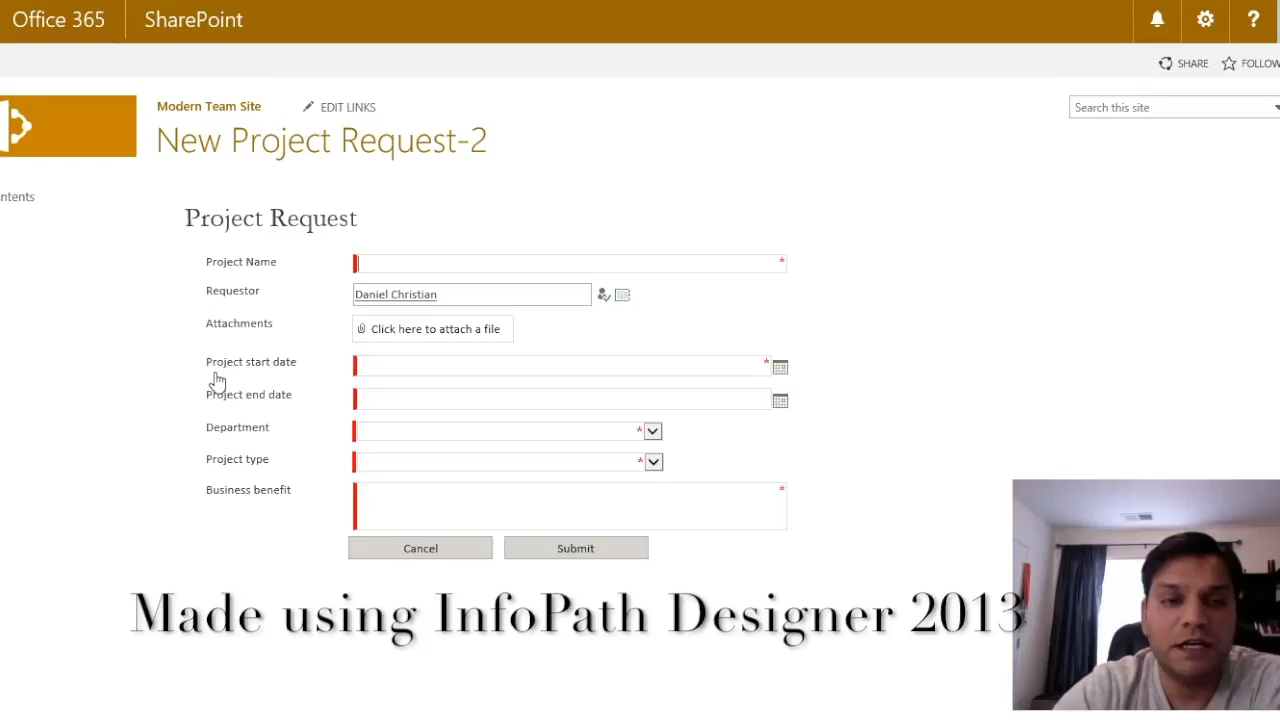 Office 365 SharePoint ?
SHARE FOLLOW
Modern Team Site EDIT LINKS Search this site
New Project Request-2
ntents
Project Request
Project Name *
Requestor Daniel Christian
Attachments Click here to attach a file
Project start date *
Project end date
Department *
Project type *
Business benefit *
Cancel Submit
Made using InfoPath Designer 2013